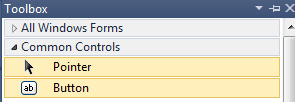 Toolbox
All Windows Forms
Common Controls
Pointer
ab Button